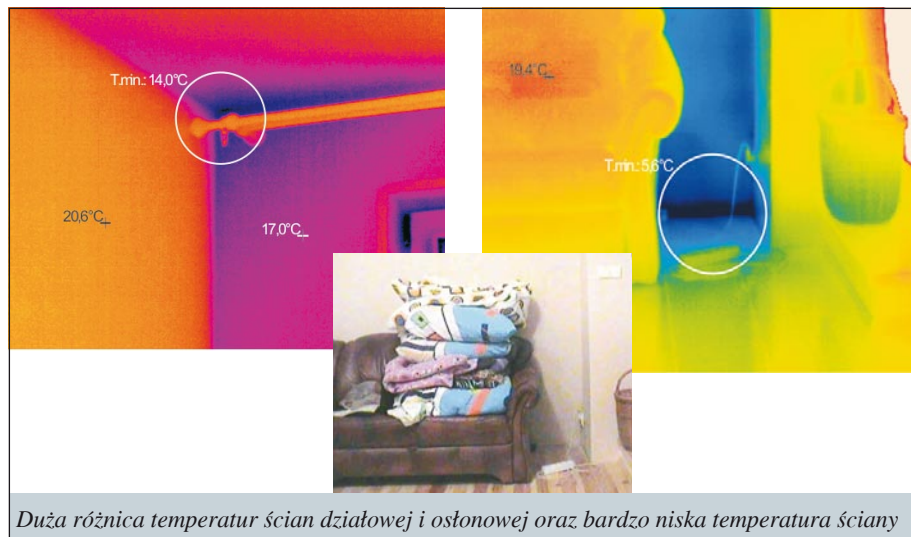 T.min.: 14,0°C
20,6°C
17,0°C
19.4°C
T.min.: 5,6°C
Duża różnica temperatur ścian działowej i osłonowej oraz bardzo niska temperatura ściany